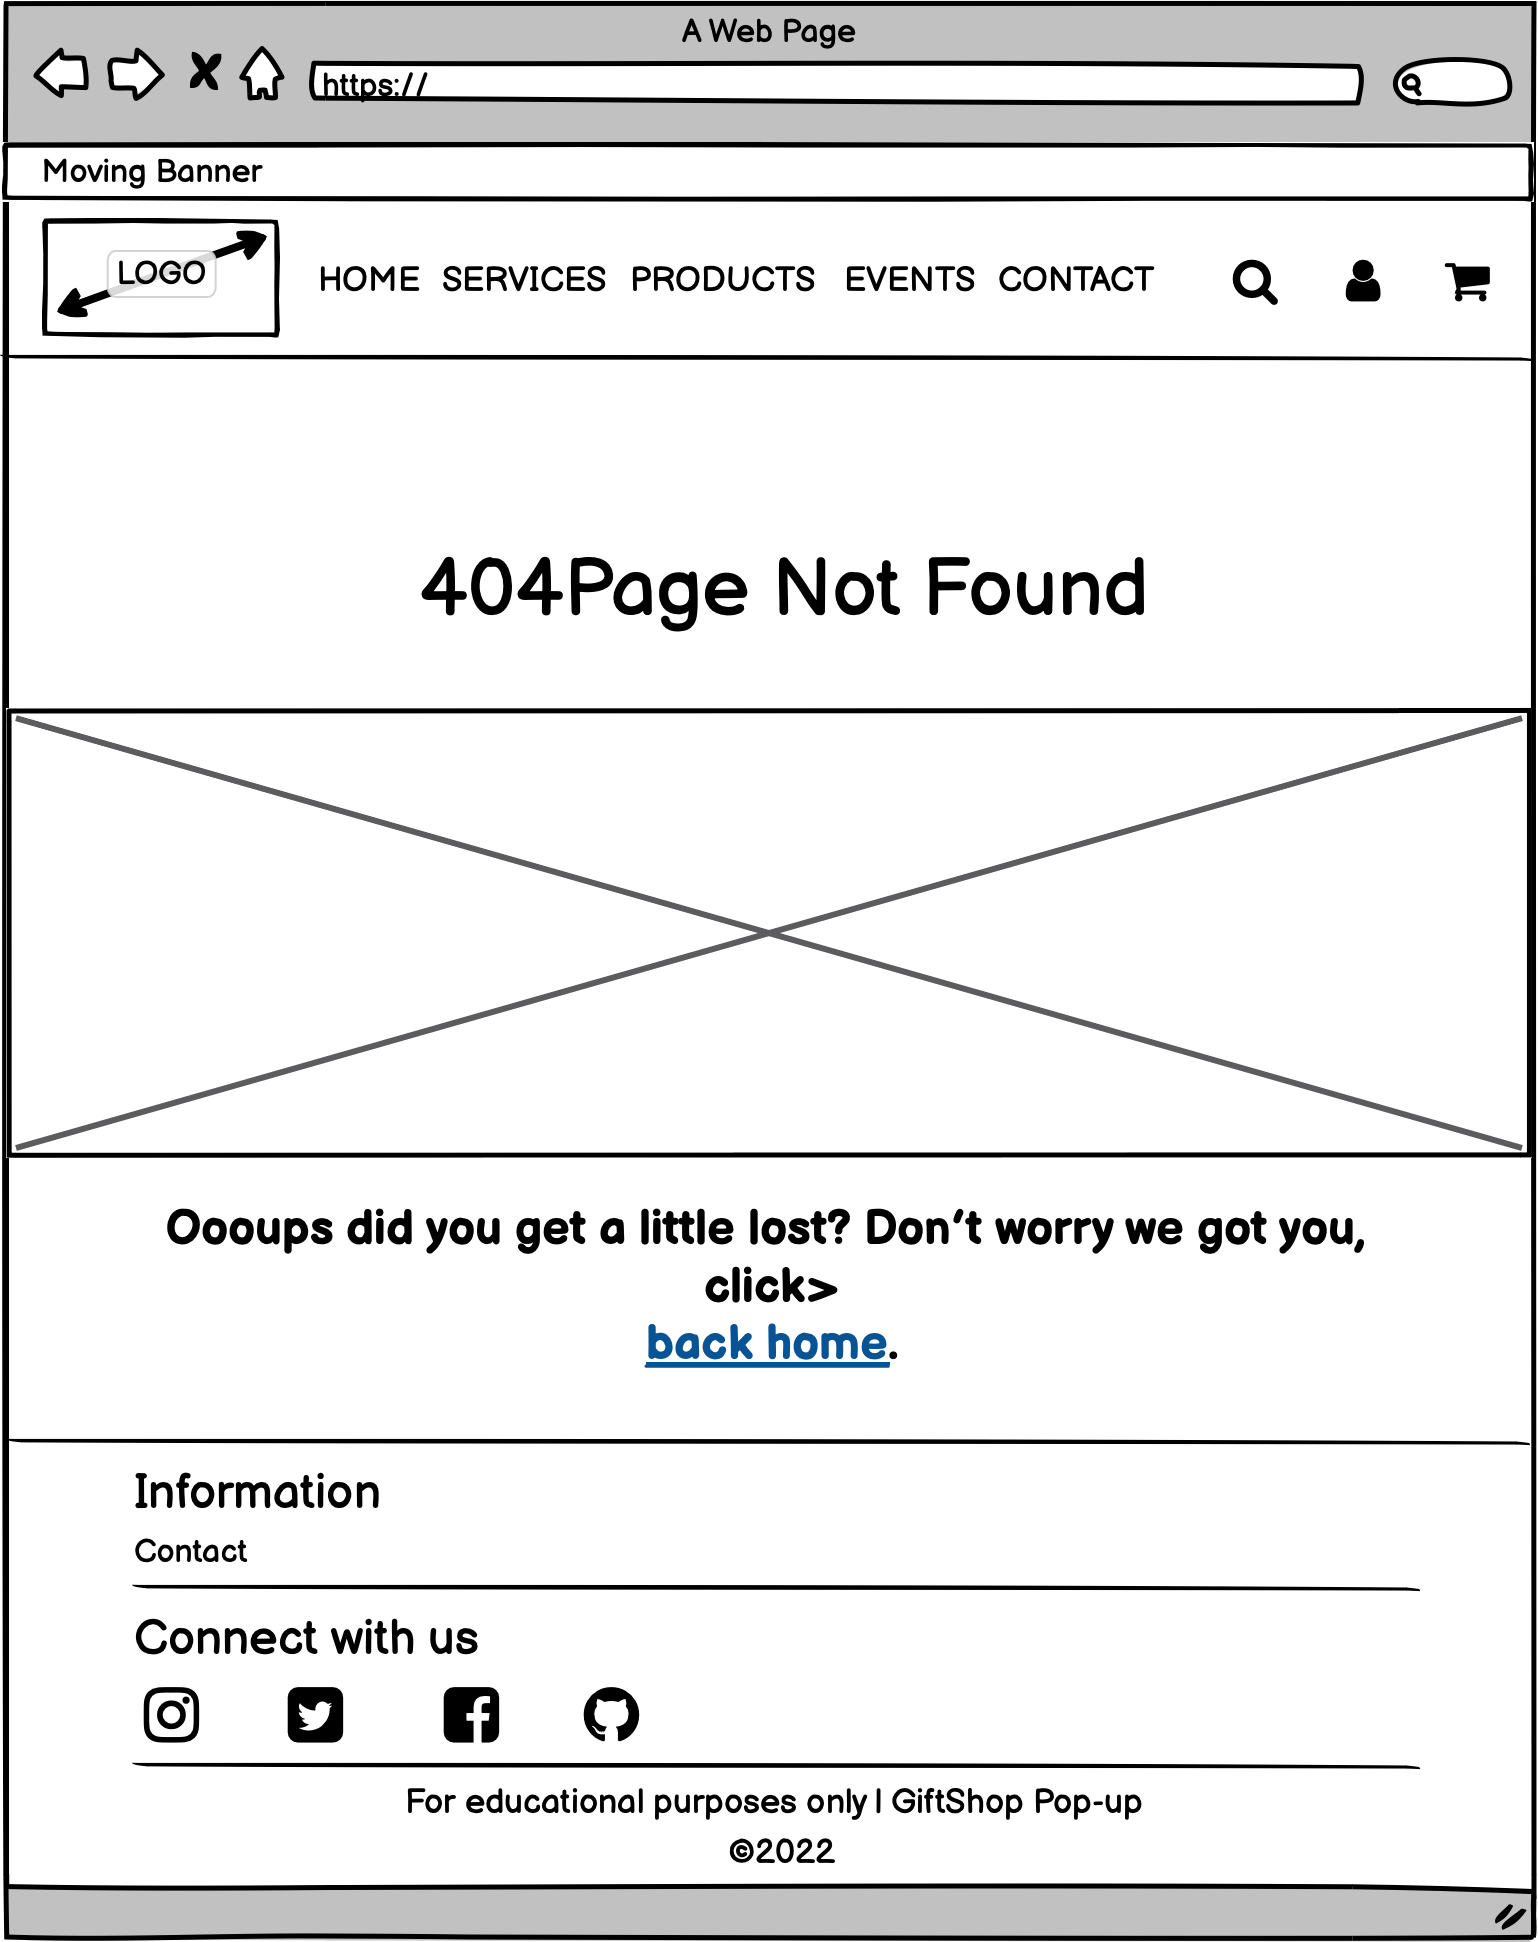 A Web Page
https://
Moving Banner
LOGO
HOME SERVICES PRODUCTS EVENTS CONTACT
404Page Not Found
Oooups did you get a little lost? Don't worry we got you,
click>
back home.
Information
Contact
Connect with us
For educational purposes only | GiftShop Pop-up
©2022